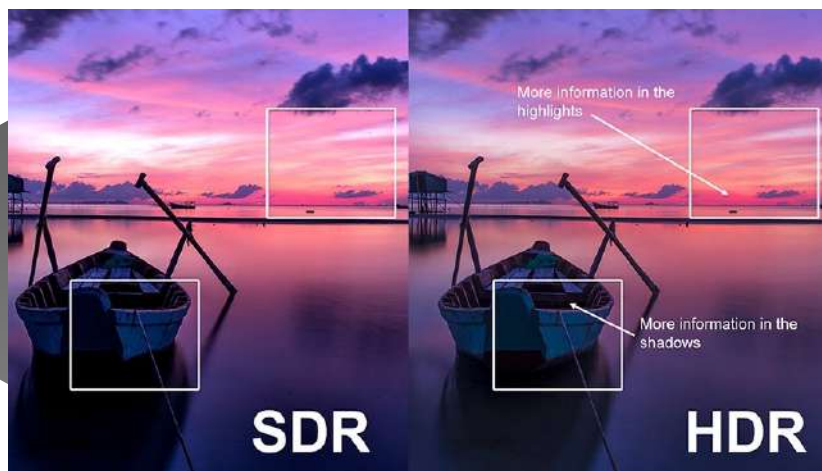 More information in the
highlights
More information in the
shadows
SDR
HDR